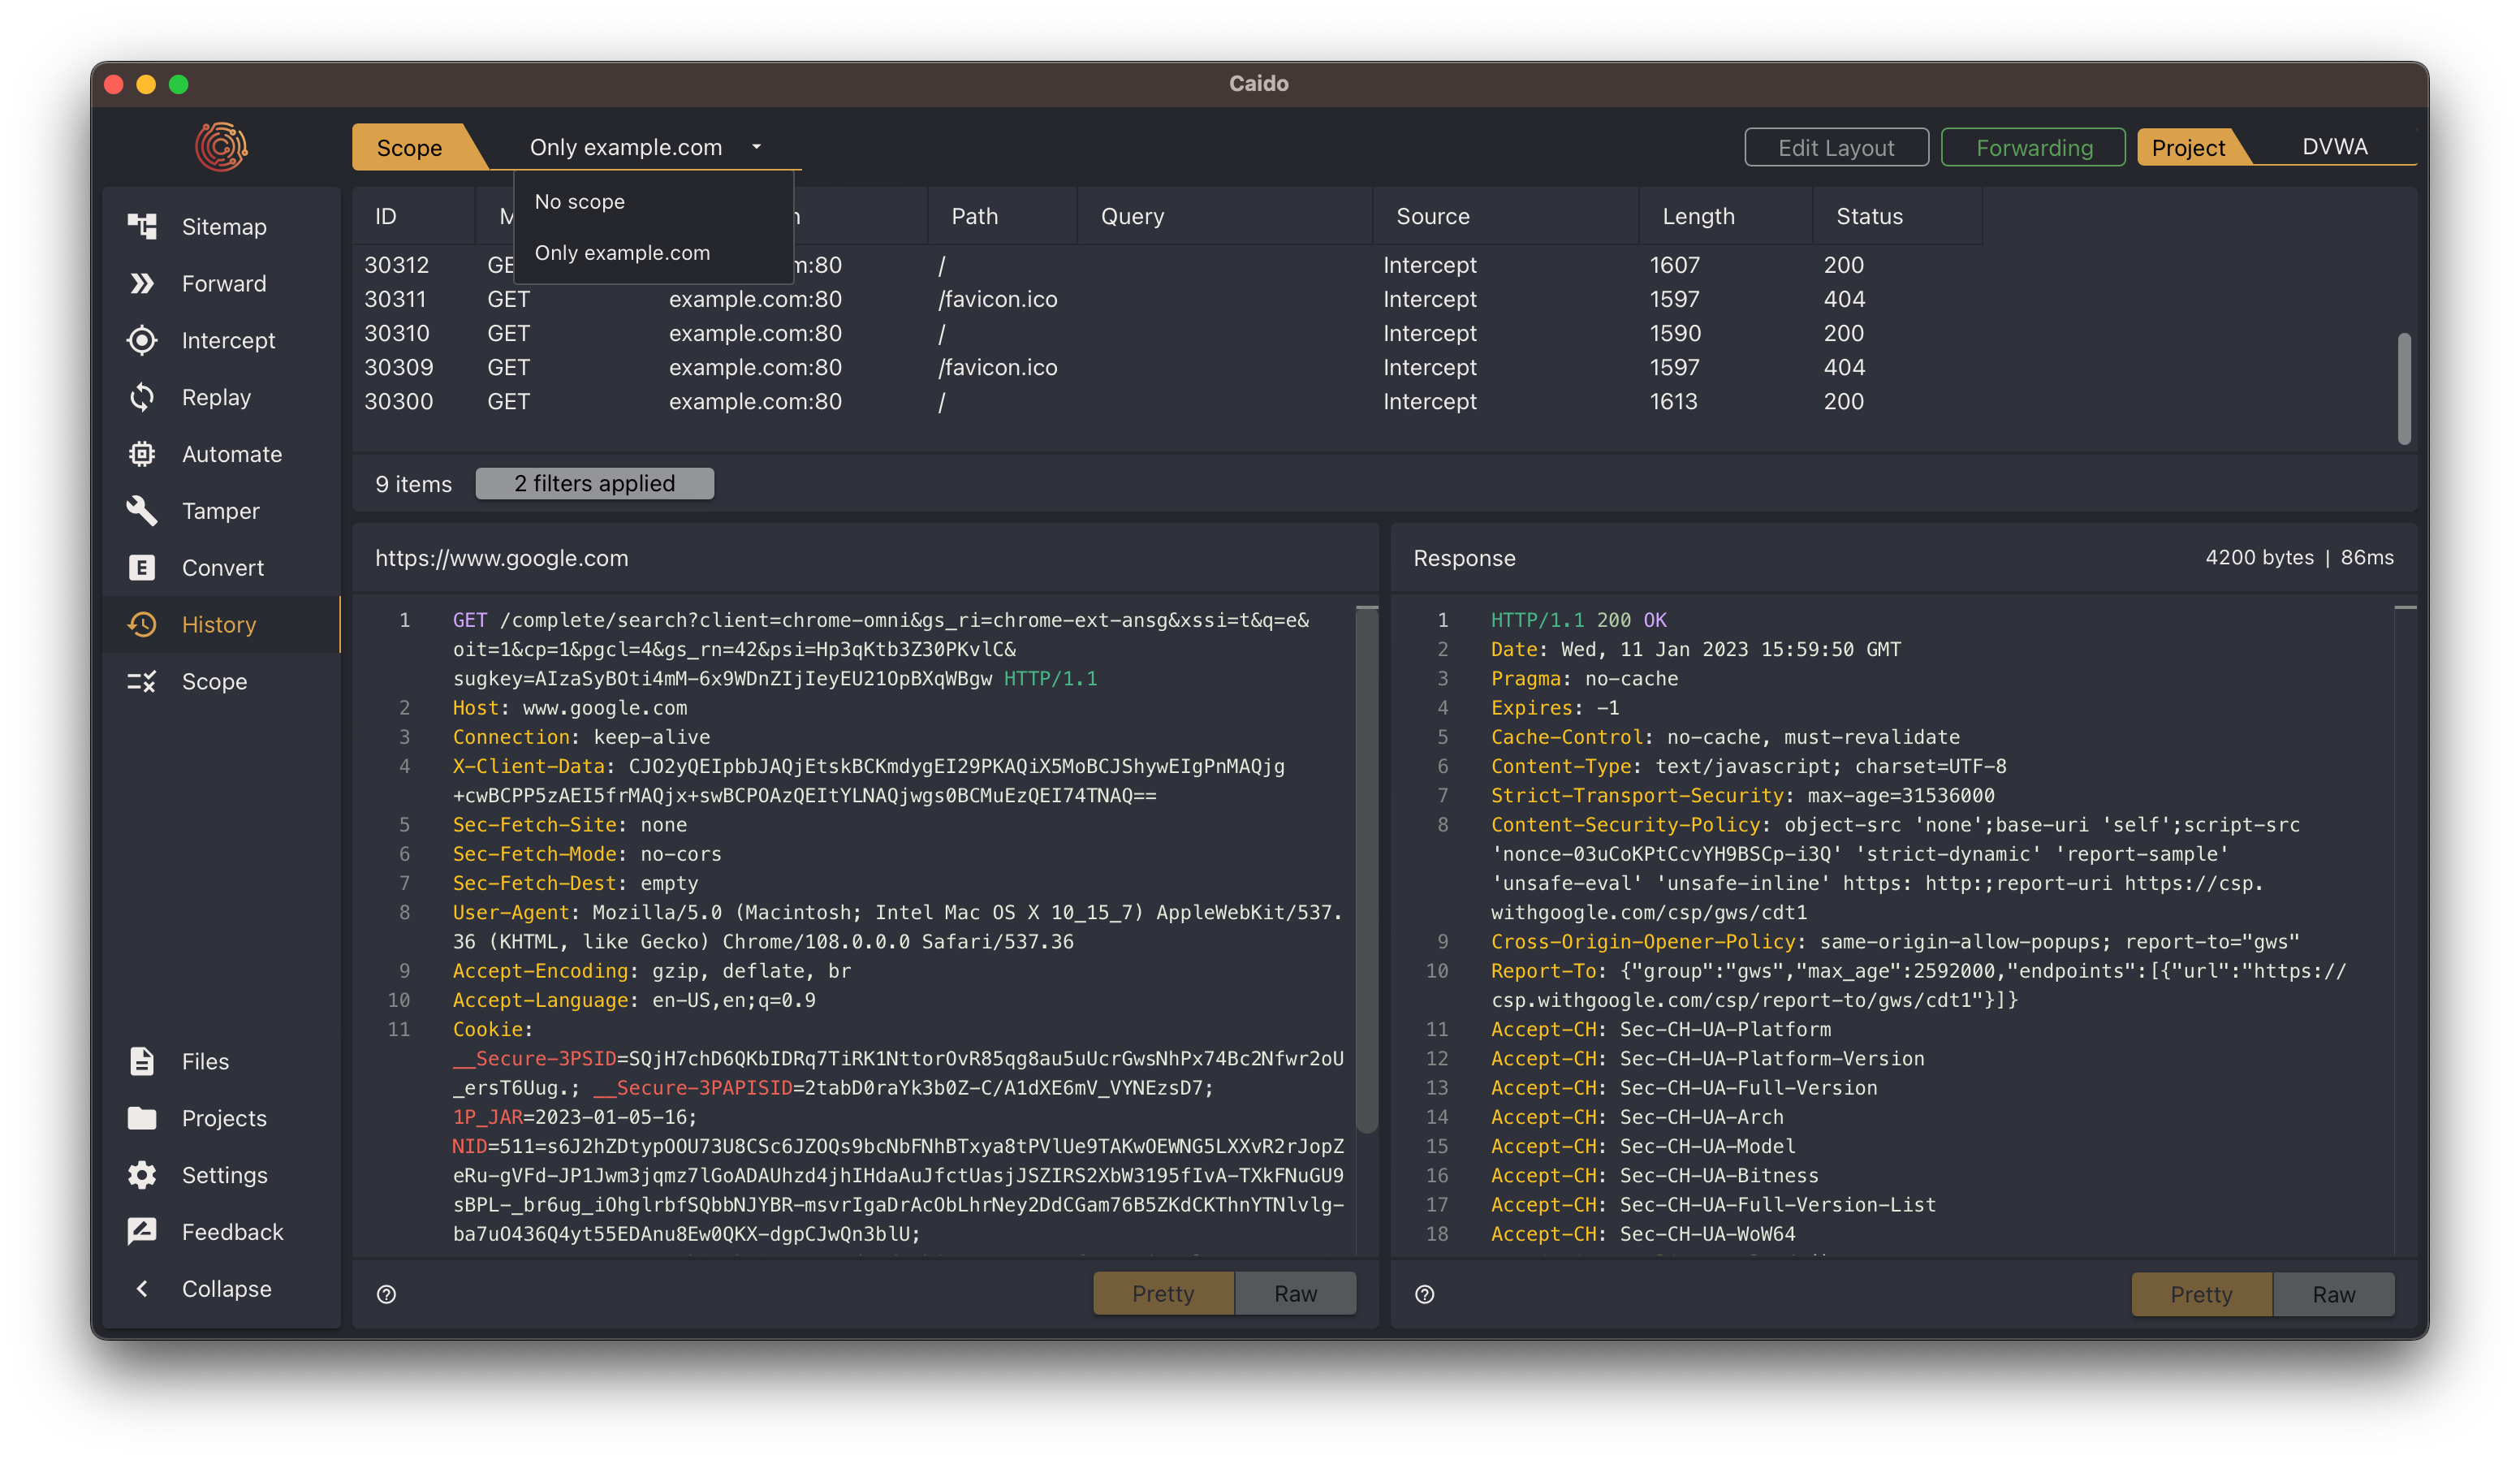 Caido
Scope
Only example.com
Edit Layout
Forwarding
Project
DVWA
No scope
Only example.com
Sitemap
Forward
Intercept
Replay
Automate
Tamper
Convert
History
Scope
Files
Projects
Settings
Feedback
Collapse
ID Path Query Source Length Status
30312 / Intercept 1607 200
30311 GET example.com:80 /favicon.ico Intercept 1597 404
30310 GET example.com:80 / Intercept 1590 200
30309 GET example.com:80 /favicon.ico Intercept 1597 404
30300 GET example.com:80 / Intercept 1613 200
9 items 2 filters applied
https://www.google.com
1 GET /complete/search?client=chrome-omni&gs_ri=chrome-ext-ansg&xssi=t&q=e&
oit=1&cp=1&pgcl=4&gs_rn=42&psi=Hp3qKtb3Z30PKvlC&
sugkey=AIzaSyBOti4mM-6x9WDnZIjIeyEU21OpBXqWBgw HTTP/1.1
2 Host: www.google.com
3 Connection: keep-alive
4 X-Client-Data: CJO2yQEIpbbJAQjEtskBCKmdygEI29PKAQiX5MoBCJShywEIgPnMAQjg
+cwBCPP5zAEI5frMAQjx+swBCPOAzQEItYLNAQjwgs0BCMuEzQEI74TNAQ==
5 Sec-Fetch-Site: none
6 Sec-Fetch-Mode: no-cors
7 Sec-Fetch-Dest: empty
8 User-Agent: Mozilla/5.0 (Macintosh; Intel Mac OS X 10_15_7) AppleWebKit/537.
36 (KHTML, like Gecko) Chrome/108.0.0.0 Safari/537.36
9 Accept-Encoding: gzip, deflate, br
10 Accept-Language: en-US,en;q=0.9
11 Cookie:
__Secure-3PSID=SQjH7chD6QKbIDRq7TiRK1NttorOvR85qg8au5uUcrGwsNhPx74Bc2Nfwr2oU
_ersT6Uug.; __Secure-3PAPISID=2tabD0raYk3b0Z-C/A1dXE6mV_VYNEzsD7;
1P_JAR=2023-01-05-16;
NID=511=s6J2hZDtypOOU73U8CSc6JZOQs9bcNbFNhBTxya8tPVlUe9TAKwOEWNG5LXXvR2rJopZ
eRu-gVFd-JP1Jwm3jqmz7lGoADAUhzd4jhIHdaAuJfctUasjJSZIRS2XbW3195fIvA-TXkFNuGU9
sBPL-_br6ug_iOhglrbfSQbbNJYBR-msvrIgaDrAcObLhrNey2DdCGam76B5ZKdCKThnYTNlvlg-
ba7uO436Q4yt55EDAnu8Ew0QKX-dgpCJwQn3blU;
Pretty Raw
Response 4200 bytes | 86ms
1 HTTP/1.1 200 OK
2 Date: Wed, 11 Jan 2023 15:59:50 GMT
3 Pragma: no-cache
4 Expires: -1
5 Cache-Control: no-cache, must-revalidate
6 Content-Type: text/javascript; charset=UTF-8
7 Strict-Transport-Security: max-age=31536000
8 Content-Security-Policy: object-src 'none';base-uri 'self';script-src
'nonce-03uCoKPtCcvYH9BSCp-i3Q' 'strict-dynamic' 'report-sample'
'unsafe-eval' 'unsafe-inline' https: http:;report-uri https://csp.
withgoogle.com/csp/gws/cdt1
9 Cross-Origin-Opener-Policy: same-origin-allow-popups; report-to="gws"
10 Report-To: {"group":"gws","max_age":2592000,"endpoints":[{"url":"https://
csp.withgoogle.com/csp/report-to/gws/cdt1"}]}
11 Accept-CH: Sec-CH-UA-Platform
12 Accept-CH: Sec-CH-UA-Platform-Version
13 Accept-CH: Sec-CH-UA-Full-Version
14 Accept-CH: Sec-CH-UA-Arch
15 Accept-CH: Sec-CH-UA-Model
16 Accept-CH: Sec-CH-UA-Bitness
17 Accept-CH: Sec-CH-UA-Full-Version-List
18 Accept-CH: Sec-CH-UA-WoW64
Pretty Raw